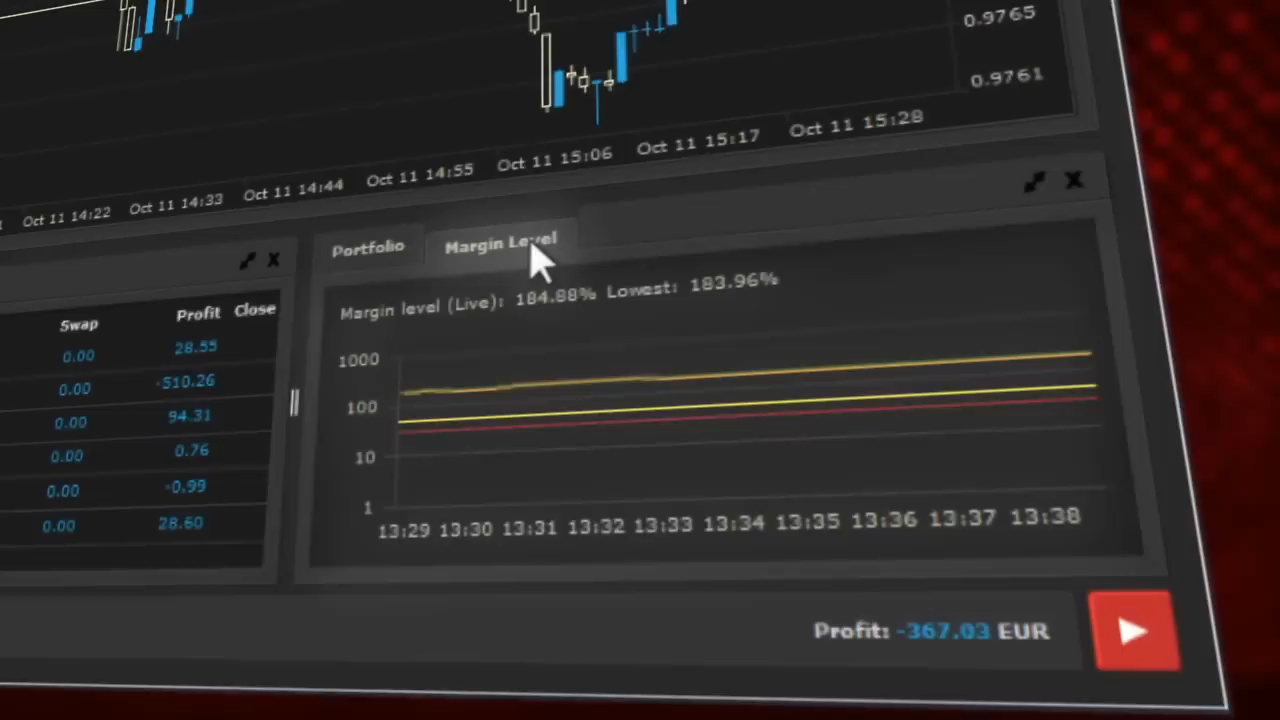 0.9765
0.9761
Oct 11 14:22 Oct 11 14:33 Oct 11 14:44 Oct 11 14:55 Oct 11 15:06 Oct 11 15:17 Oct 11 15:28
Portfolio Margin Level
Swap Profit Close
0.00 28.55
0.00 -510.26
0.00 94.31
0.00 0.76
0.00 -0.99
0.00 28.60
Margin level (Live): 184.88% Lowest: 183.96%
1000
100
10
1
13:29 13:30 13:31 13:32 13:33 13:34 13:35 13:36 13:37 13:38
Profit: -367.03 EUR